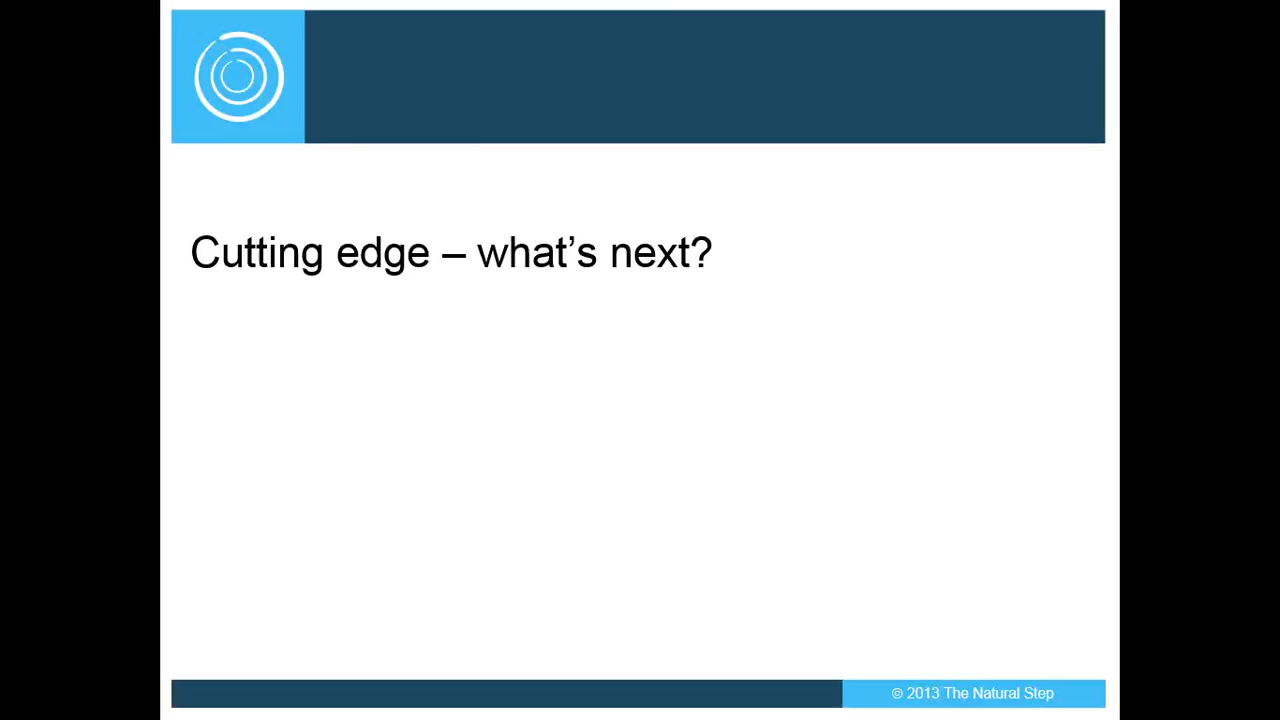 Cutting edge – what’s next?
© 2013 The Natural Step